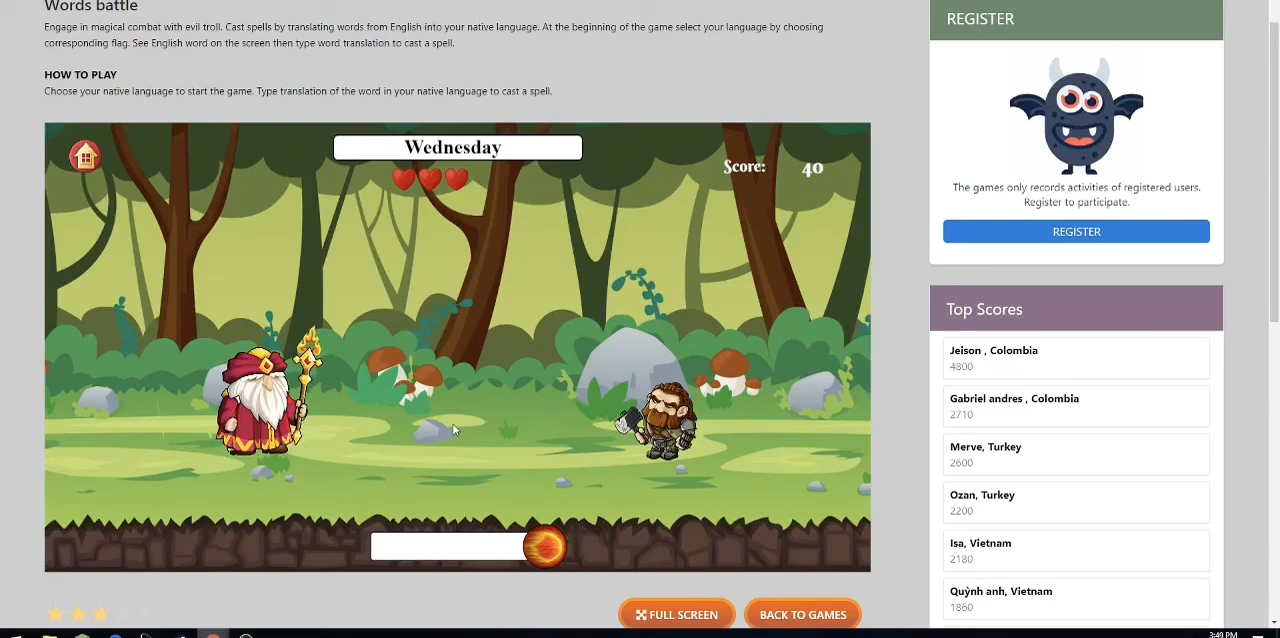 Words battle
Engage in magical combat with evil troll. Cast spells by translating words from English into your native language. At the beginning of the game select your language by choosing
corresponding flag. See English word on the screen then type word translation to cast a spell.
HOW TO PLAY
Choose your native language to start the game. Type translation of the word in your native language to cast a spell.
Wednesday
Score: 40
FULL SCREEN
BACK TO GAMES
REGISTER
The games only records activities of registered users.
Register to participate.
REGISTER
Top Scores
Jeison , Colombia
4800
Gabriel andres , Colombia
2710
Merve, Turkey
2600
Ozan, Turkey
2200
Isa, Vietnam
2180
Quỳnh anh, Vietnam
1860
3:49 PM